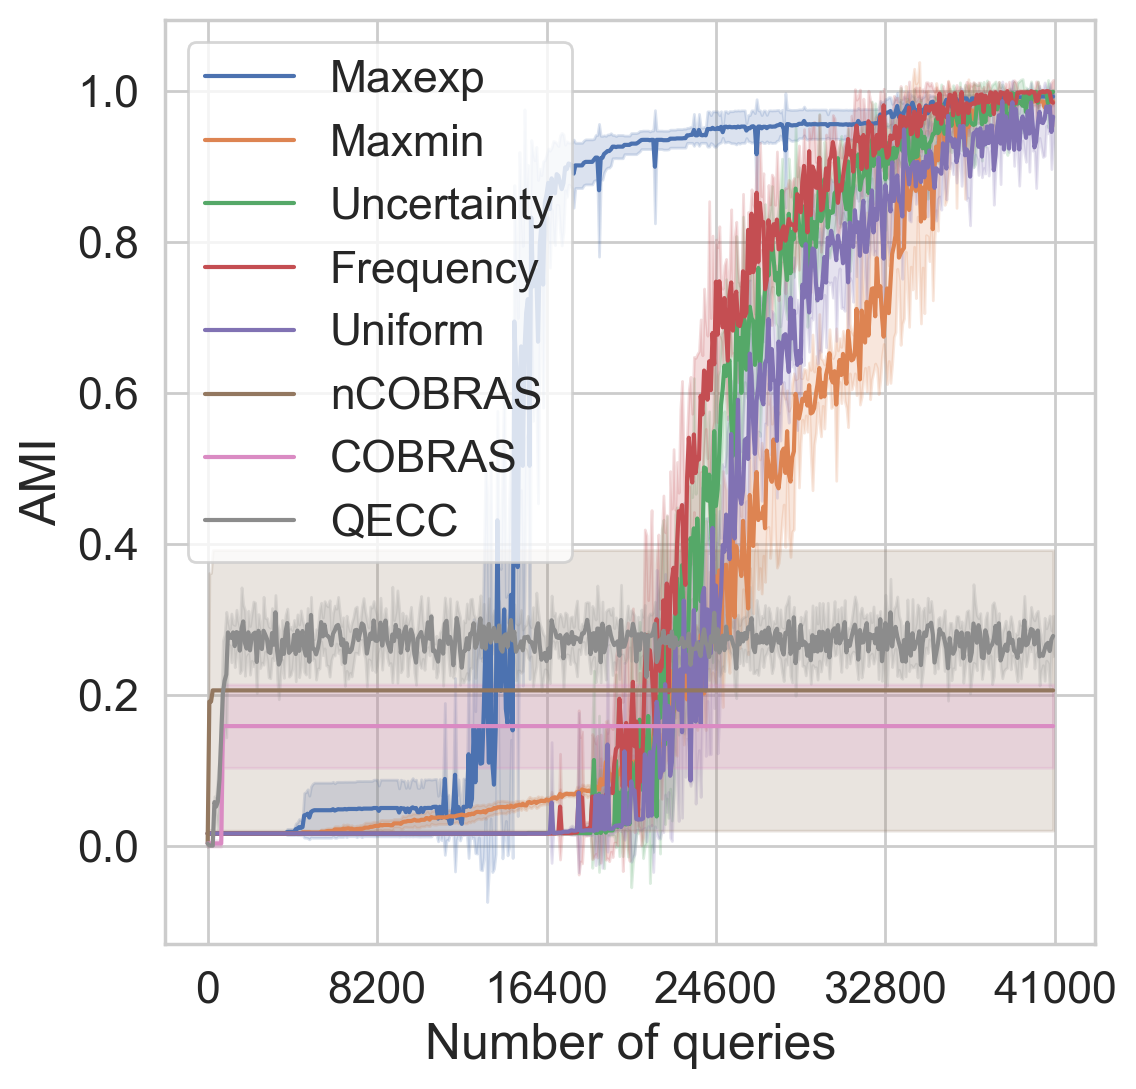 Maxexp
Maxmin
Uncertainty
Frequency
Uniform
nCOBRAS
COBRAS
QECC
1.0
0.8
0.6
0.4
0.2
0.0
AMI
0 8200 16400 24600 32800 41000
Number of queries